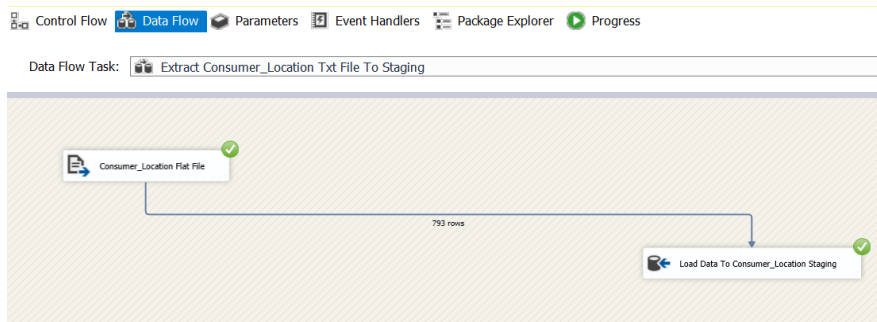 Control Flow Data Flow Parameters Event Handlers Package Explorer Progress
Data Flow Task: Extract Consumer_Location Txt File To Staging
Consumer_Location Flat File
793 rows
Load Data To Consumer_Location Staging